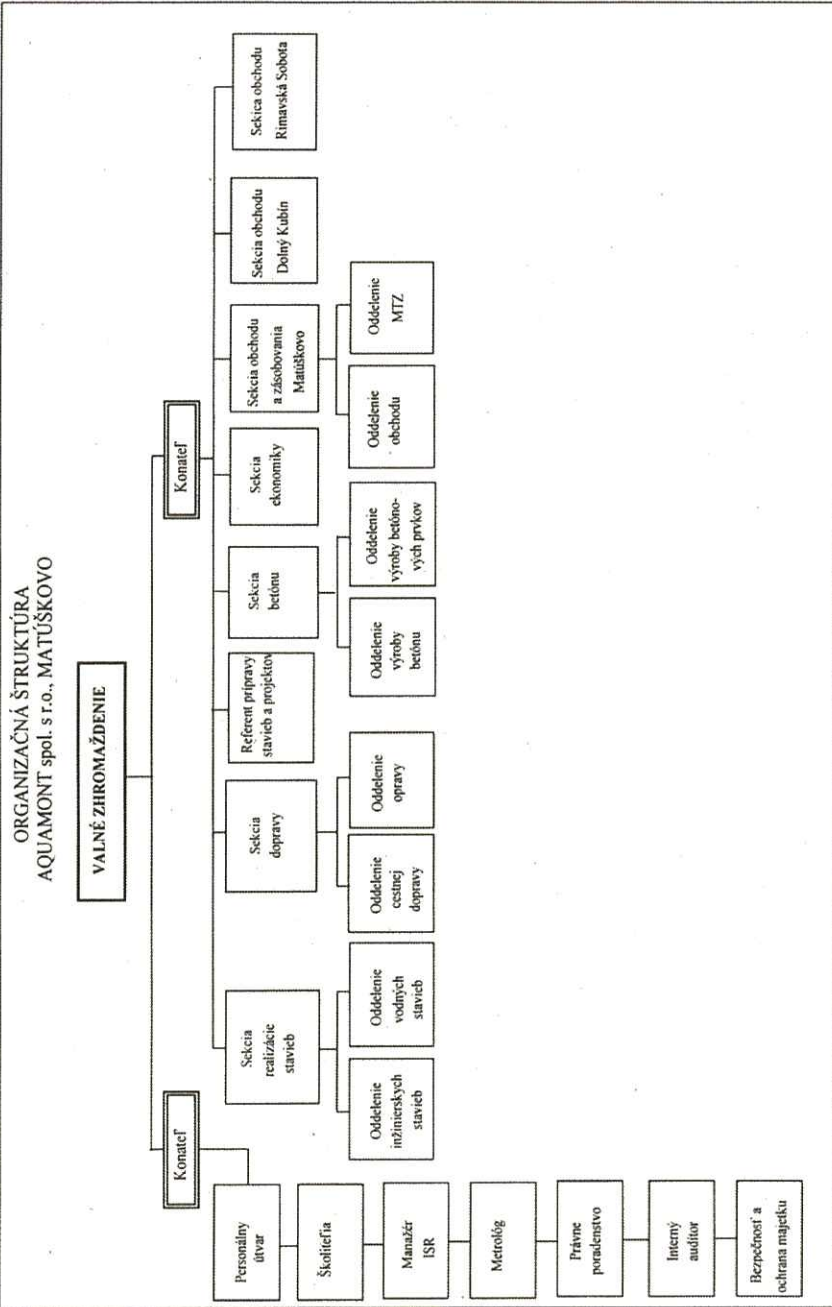 ORGANIZAČNÁ ŠTRUKTÚRA
AQUAMONT spol. s r.o., MATÚŠKOVO
VALNÉ ZHROMAŽDENIE
Konateľ
Konateľ
Personálny
útvar
Školiteľia
Manažér
ISR
Metrológ
Právne
poradenstvo
Interný
audítor
Bezpečnosť a
ochrana majetku
Sekcia
realizácie
stavieb
Sekcia
dopravy
Referent prípravy
stavieb a projektov
Sekcia
betónu
Sekcia
ekonomiky
Sekcia obchodu
a zásobovania
Matúškovo
Sekcia obchodu
Dolný Kubín
Sekica obchodu
Rimavská Sobota
Oddelenie
inžinierskych
stavieb
Oddelenie
vodných
stavieb
Oddelenie
cestnej
dopravy
Oddelenie
opravy
Oddelenie
výroby
betónu
Oddelenie
výroby betóno-
vých prvkov
Oddelenie
obchodu
Oddelenie
MTZ